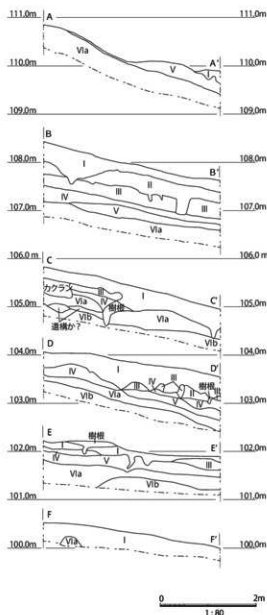 111.0m A 111.0m
VIa
V A'
110.0m I 110.0m
109.0m 109.0m
B
108.0m I B' 108.0m
II
III III
IV
107.0m V 107.0m
VIa
106.0m 106.0m
C
カクラン III I C'
IV 樹根
105.0m VIa VIa 105.0m
VIb VIb
遺構か?
104.0m D 104.0m
I D'
IV III IV III 樹根 III
VIa II
103.0m VIb V IV 103.0m
E 樹根
102.0m I E' 102.0m
IV V III
VIa
VIb
101.0m 101.0m
F F'
100.0m VIa I 100.0m
0 2m
1:80